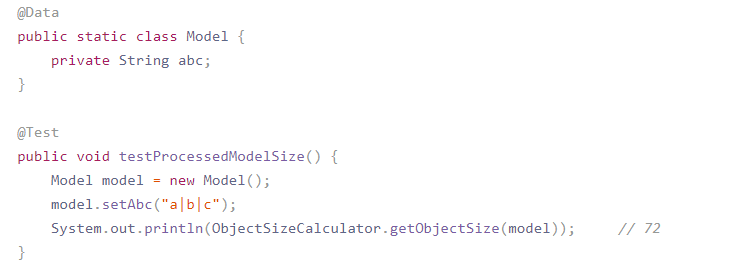 @Data
public static class Model {
    private String abc;
}

@Test
public void testProcessedModelSize() {
    Model model = new Model();
    model.setAbc("a|b|c");
    System.out.println(ObjectSizeCalculator.getObjectSize(model));     // 72
}